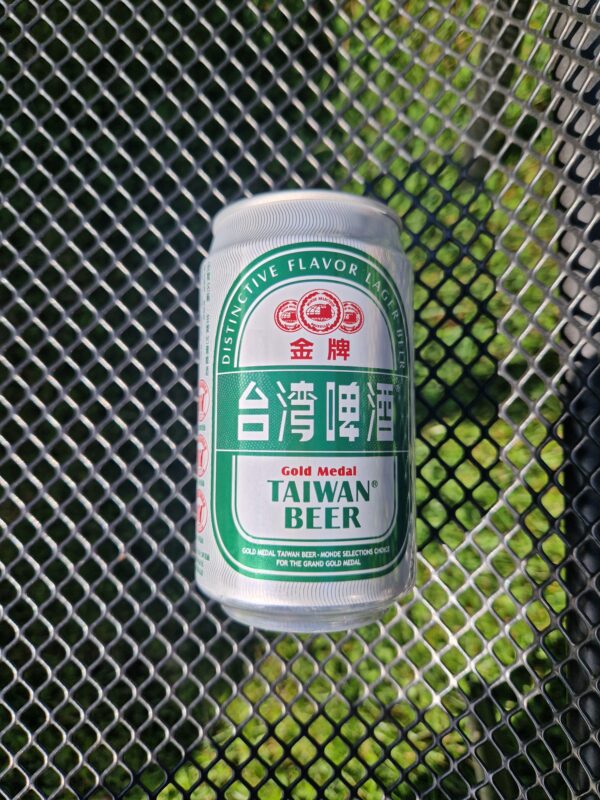 DISTINCTIVE FLAVOR LAGER BEER
金牌
台湾啤酒
Gold Medal
TAIWAN®
BEER
GOLD MEDAL TAIWAN BEER-MONDE SELECTIONS CHOICE
FOR THE GRAND GOLD MEDAL